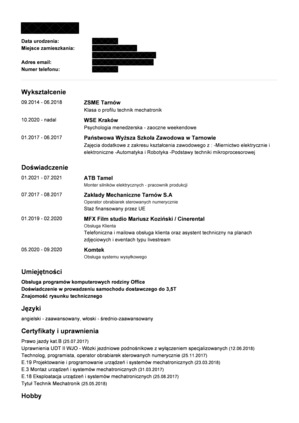 Data urodzenia:
Miejsce zamieszkania:
Adres email:
Numer telefonu:
Wykształcenie
09.2014 - 06.2018 ZSME Tarnów
Klasa o profilu technik mechatronik
10.2020 - nadal WSE Kraków
Psychologia menedżerska - zaoczne weekendowe
01.2017 - 06.2017 Państwowa Wyższa Szkoła Zawodowa w Tarnowie
Zajęcia dodatkowe z zakresu kształcenia zawodowego z : -Miernictwo elektrycznie i
elektroniczne -Automatyka i Robotyka -Podstawy techniki mikroprocesorowej
Doświadczenie
01.2021 - 07.2021 ATB Tamel
Monter silników elektrycznych - pracownik produkcji
07.2017 - 08.2017 Zakłady Mechaniczne Tarnów S.A
Operator obrabiarek sterowanych numerycznie
Staż finansowany przez UE
01.2019 - 02.2020 MFX Film studio Mariusz Koziński / Cinerental
Obsługa Klienta
Telefoniczna i mailowa obsługa klienta oraz asystent techniczny na planach
zdjęciowych i eventach typu livestream
05.2020 - 09.2020 Komtek
Obsługa systemu wysyłkowego
Umiejętności
Obsługa programów komputerowych rodziny Office
Doświadczenie w prowadzeniu samochodu dostawczego do 3,5T
Znajomość rysunku technicznego
Języki
angielski - zaawansowany, włoski - średnio-zaawansowany
Certyfikaty i uprawnienia
Prawo jazdy kat.B (20.07.2017)
Uprawnienia UDT II WJO - Wózki jezdniowe podnośnikowe z wyłączeniem specjalizowanych (12.06.2018)
Technolog, programista, operator obrabiarek sterowanych numerycznie (25.11.2017)
E.19 Projektowanie i programowanie urządzeń i systemów mechatronicznych (23.03.2018)
E.3 Montaż urządzeń i systemów mechatronicznych (31.03.2017)
E.18 Eksploatacja urządzeń i systemów mechatronicznych (25.08.2017)
Tytuł Technik Mechatronik (25.05.2018)
Hobby